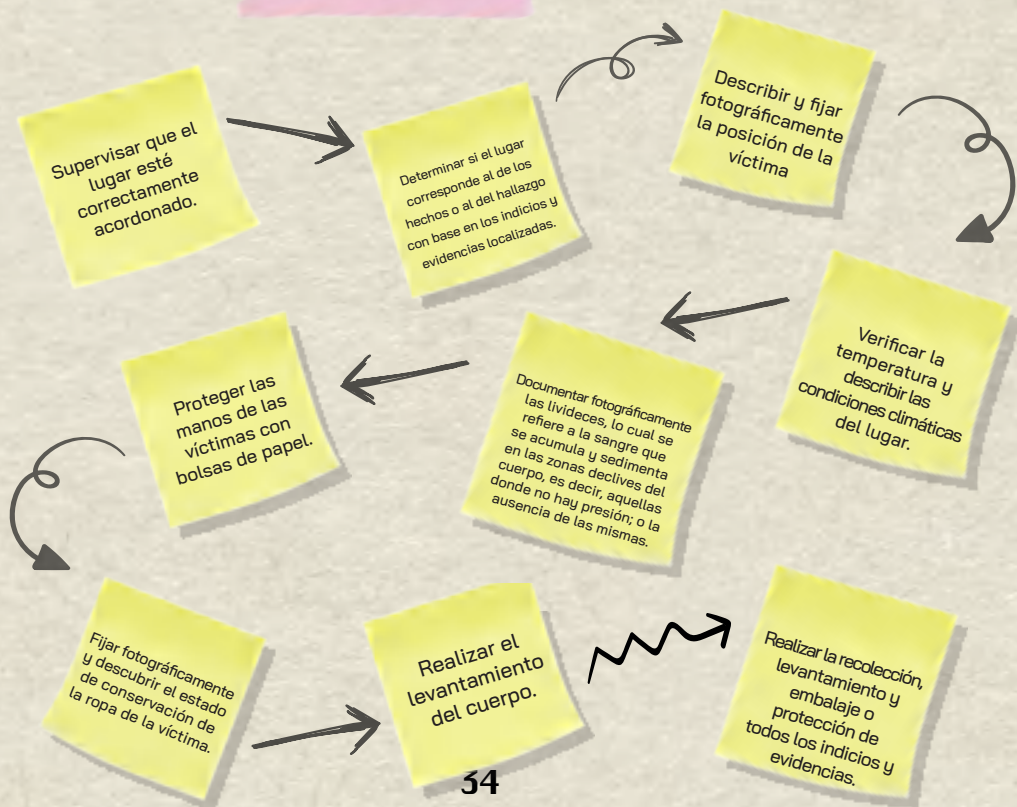 Supervisar que el
lugar esté
correctamente
acordonado.
Determinar si el lugar
corresponde al de los
hechos o al del hallazgo
con base en los indicios y
evidencias localizadas.
Describir y fijar
fotográficamente
la posición de la
víctima
Verificar la
temperatura y
describir las
condiciones climáticas
del lugar.
Documentar fotográficamente
las livideces, lo cual se
refiere a la sangre que
se acumula y sedimenta
en las zonas declives del
cuerpo, es decir, aquellas
donde no hay presión; o la
ausencia de las mismas.
Proteger las
manos de las
víctimas con
bolsas de papel.
Fijar fotográficamente
y descubrir el estado
de conservación de
la ropa de la víctima.
Realizar el
levantamiento
del cuerpo.
Realizar la recolección,
levantamiento y
embalaje o
protección de
todos los indicios y
evidencias.
34